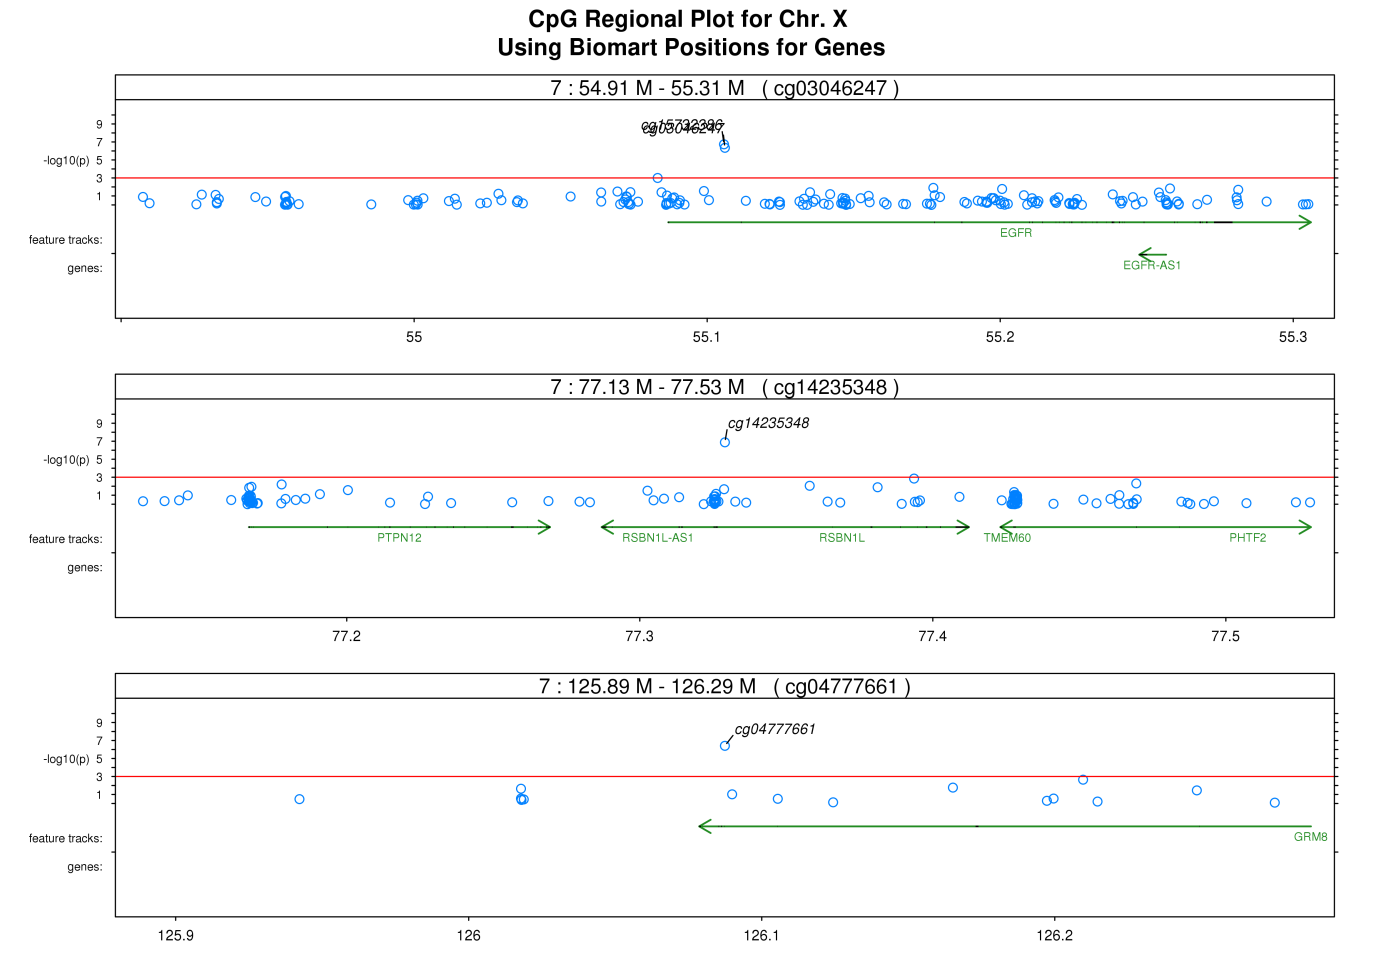 CpG Regional Plot for Chr. X
Using Biomart Positions for Genes
7 : 54.91 M - 55.31 M ( cg03046247 )
9
7
-log10(p) 5
3
1
cg15732396
cg03046247
EGFR
feature tracks:
EGFR-AS1
genes:
55 55.1 55.2 55.3
7 : 77.13 M - 77.53 M ( cg14235348 )
9
cg14235348
7
-log10(p) 5
3
1
feature tracks: PTPN12 RSBN1L-AS1 RSBN1L TMEM60 PHTF2
genes:
77.2 77.3 77.4 77.5
7 : 125.89 M - 126.29 M ( cg04777661 )
9
cg04777661
7
-log10(p) 5
3
1
feature tracks: GRM8
genes:
125.9 126 126.1 126.2